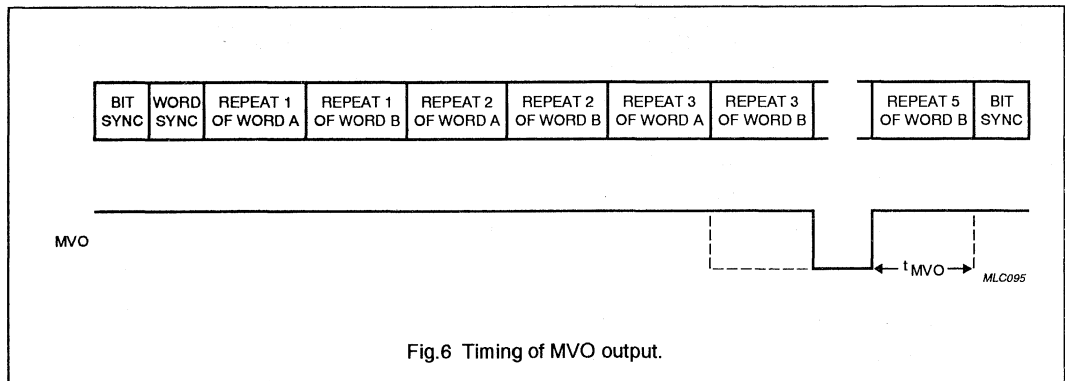 BIT SYNC
WORD SYNC
REPEAT 1 OF WORD A
REPEAT 1 OF WORD B
REPEAT 2 OF WORD A
REPEAT 2 OF WORD B
REPEAT 3 OF WORD A
REPEAT 3 OF WORD B
REPEAT 5 OF WORD B
BIT SYNC
MVO
t MVO
MLC095
Fig.6 Timing of MVO output.